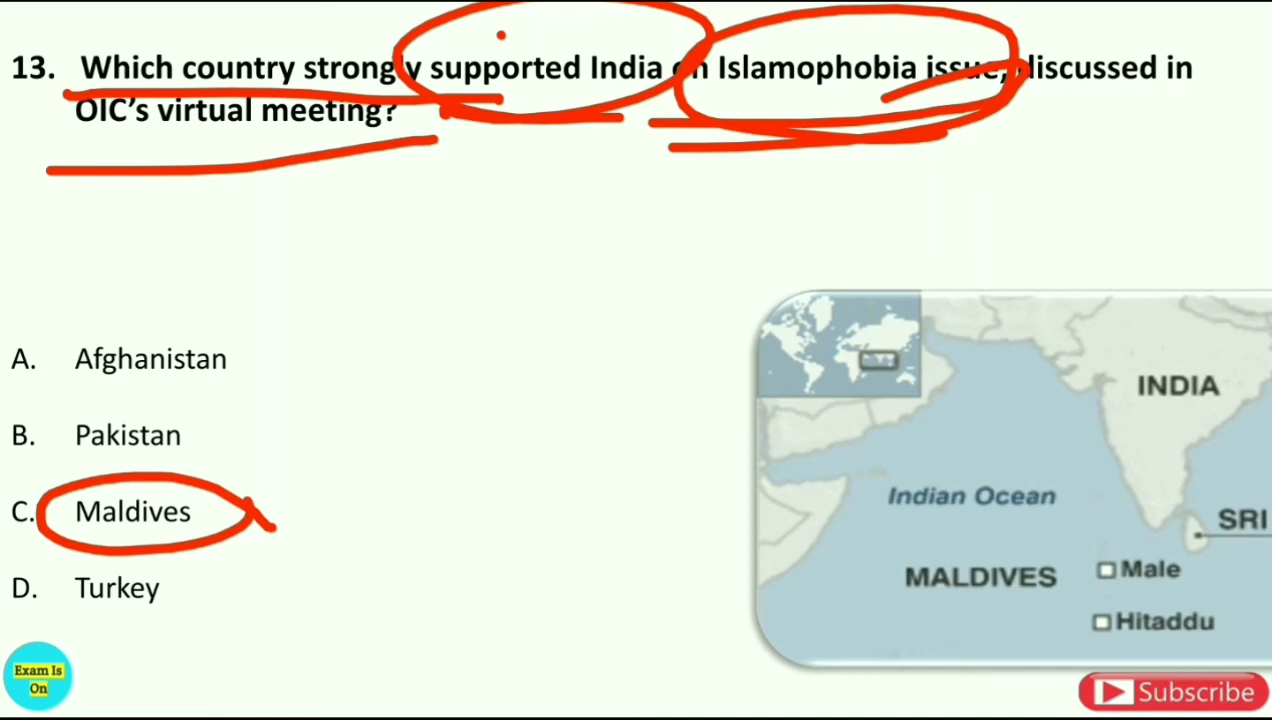 13. Which country strongly supported India on Islamophobia issue, discussed in
OIC's virtual meeting?
A. Afghanistan
B. Pakistan
C. Maldives
D. Turkey
INDIA
Indian Ocean
SRI
MALDIVES
Male
Hitaddu
Exam Is
On
Subscribe